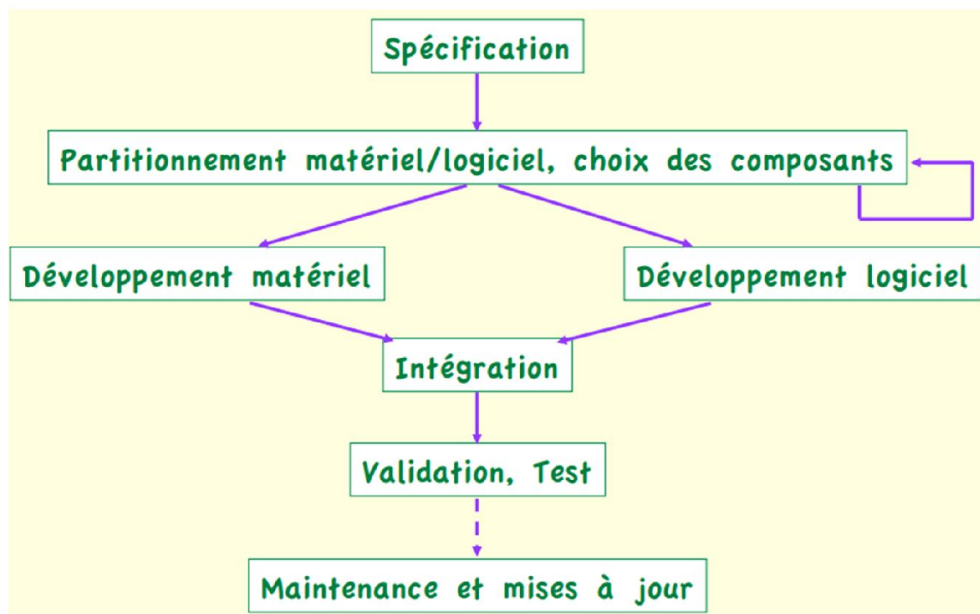 Spécification
Partitionnement matériel/logiciel, choix des composants
Développement matériel
Développement logiciel
Intégration
Validation, Test
Maintenance et mises à jour